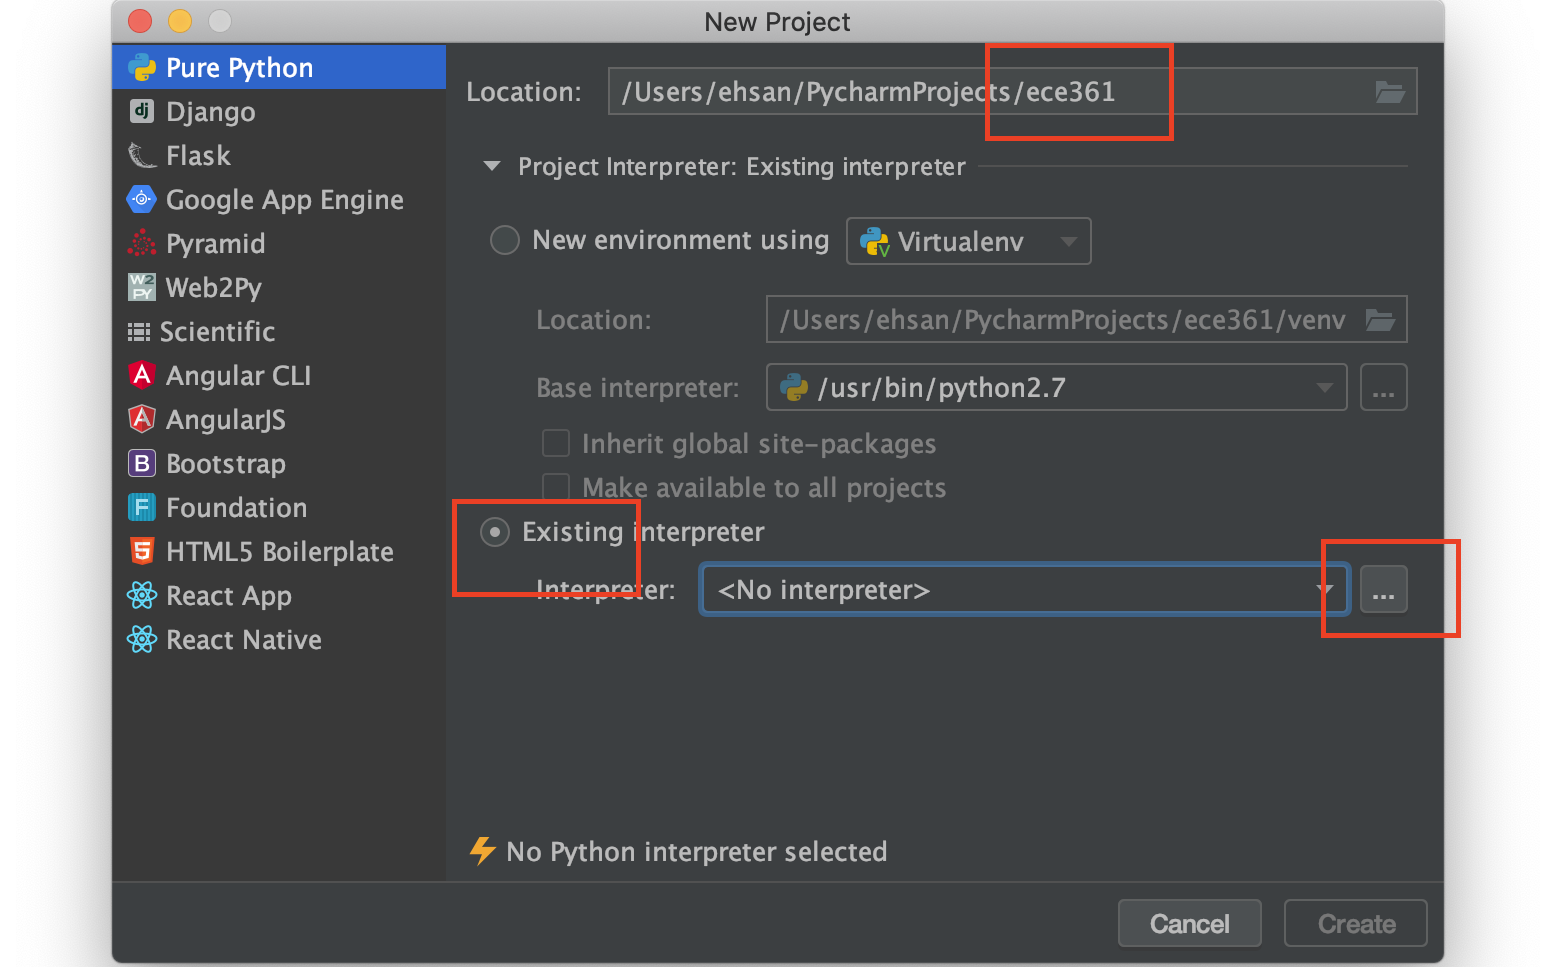 New Project
Pure Python
dj Django
Flask
Google App Engine
Pyramid
W2PY Web2Py
Scientific
A Angular CLI
A AngularJS
B Bootstrap
F Foundation
5 HTML5 Boilerplate
React App
React Native
Location: /Users/ehsan/PycharmProjects/ece361
Project Interpreter: Existing interpreter
New environment using V Virtualenv
Location: /Users/ehsan/PycharmProjects/ece361/venv
Base interpreter: /usr/bin/python2.7 ...
Inherit global site-packages
Make available to all projects
Existing interpreter
Interpreter: <No interpreter> ...
No Python interpreter selected
Cancel Create